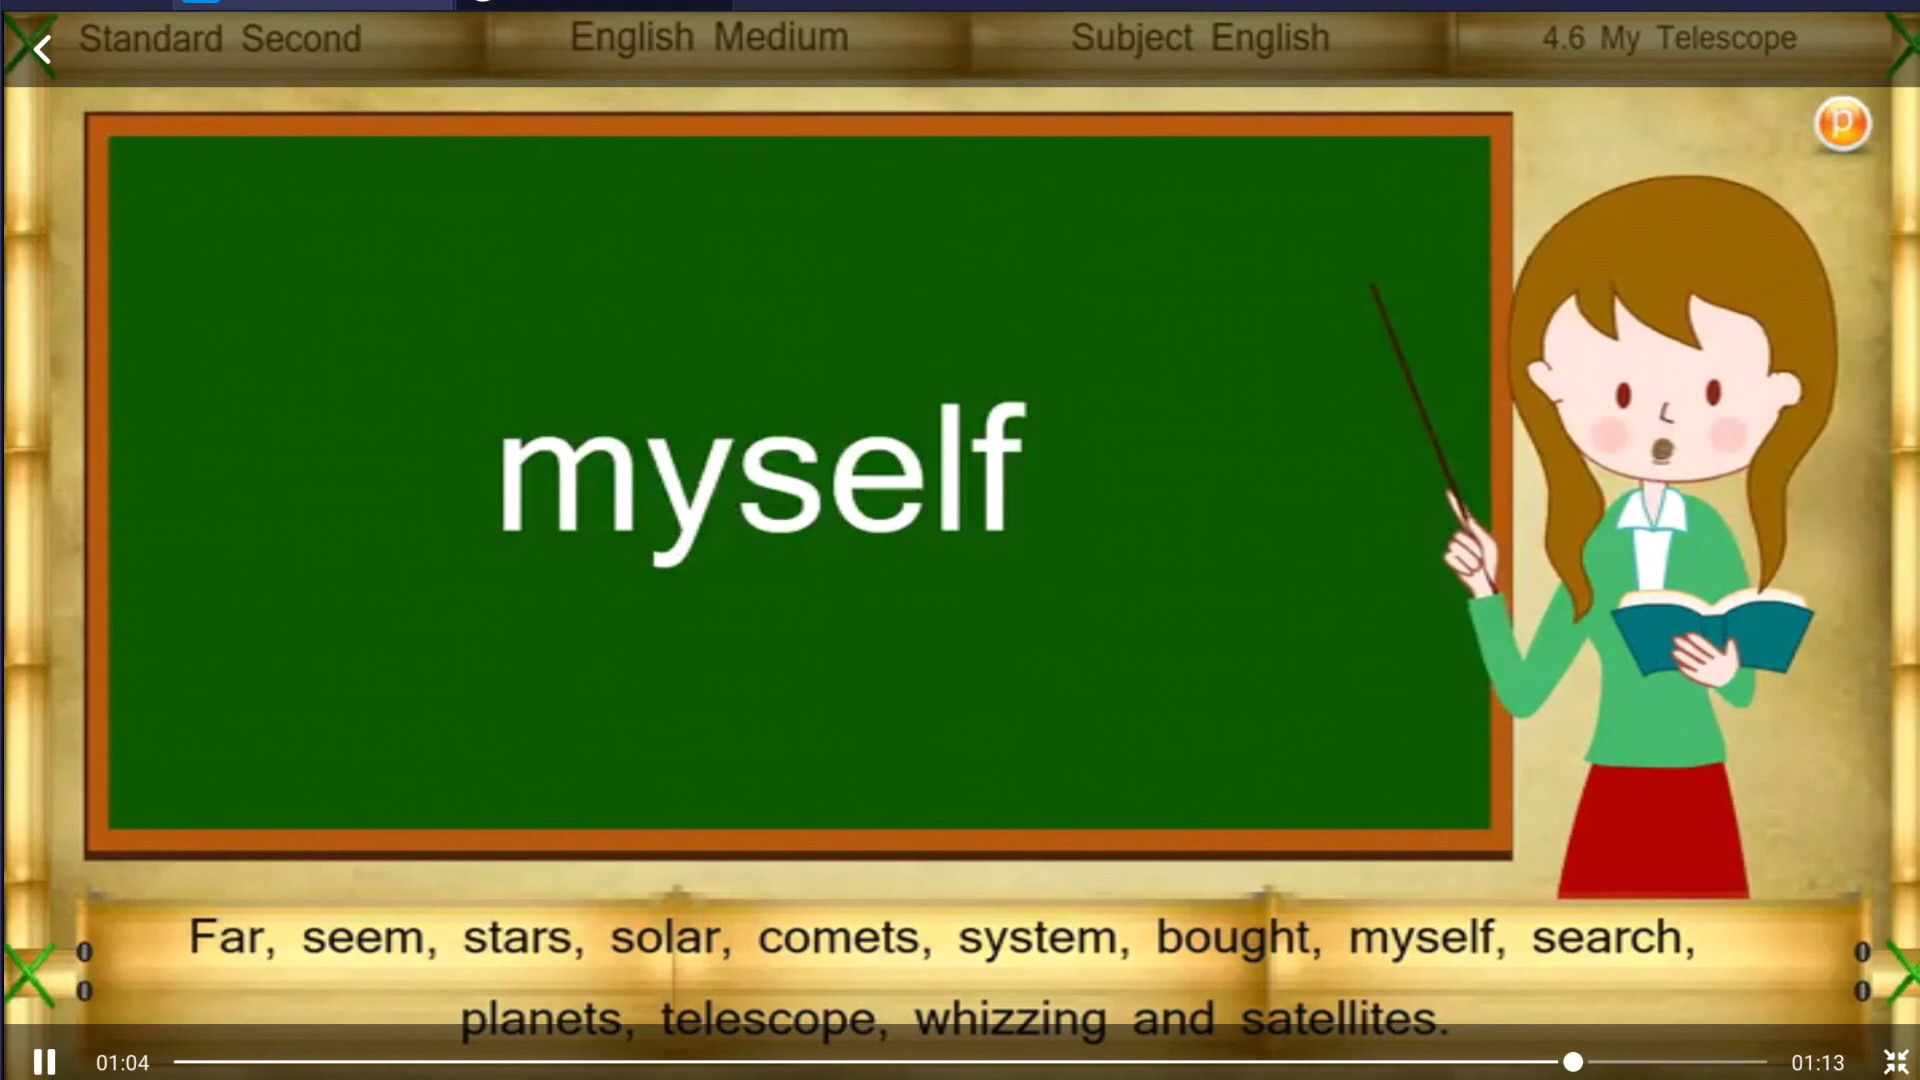 Standard Second
English Medium
Subject English
4.6 My Telescope
p
myself
Far, seem, stars, solar, comets, system, bought, myself, search,
planets, telescope, whizzing and satellites.
01:04
01:13